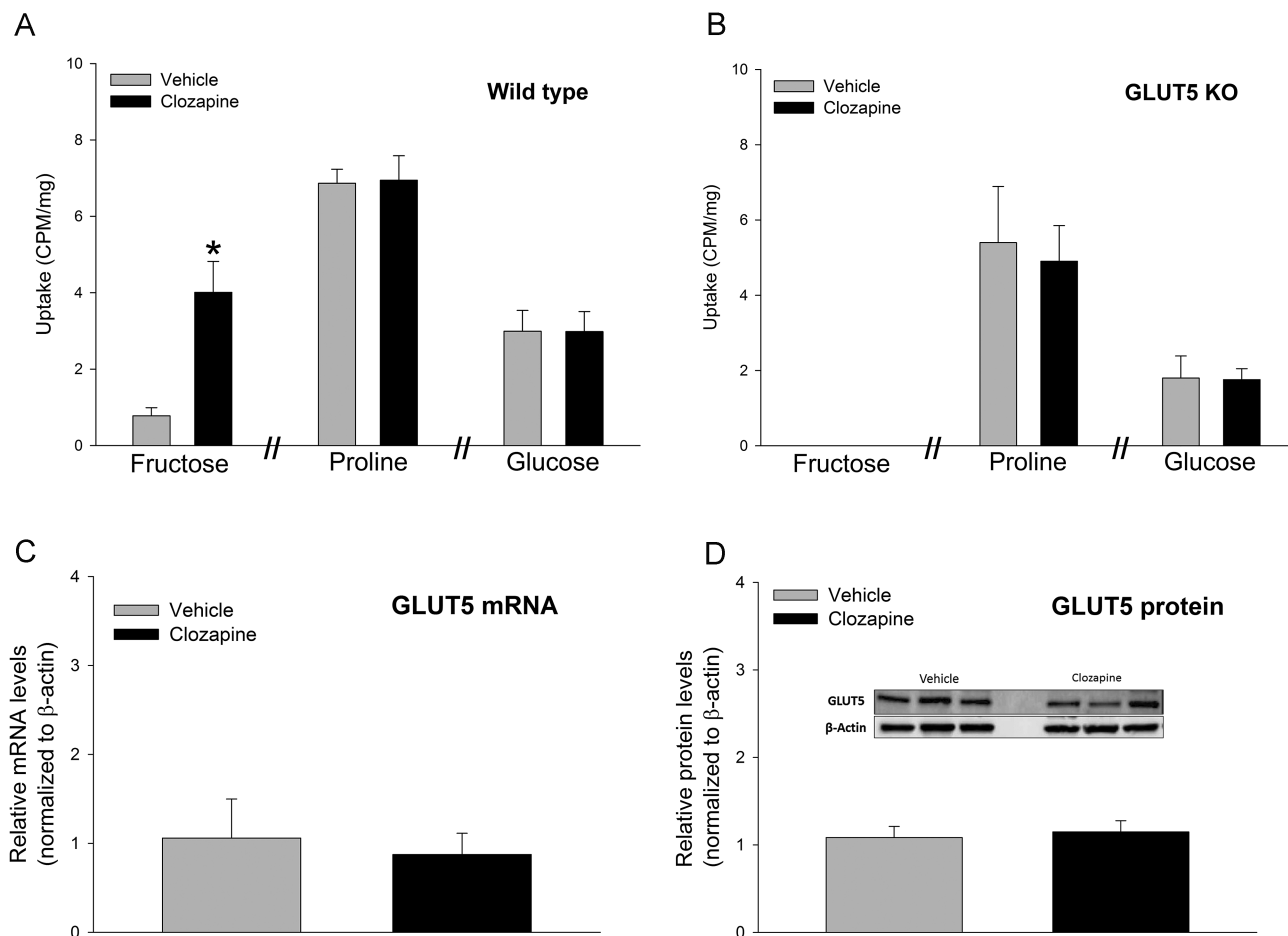 A
10
8
6
4
2
0
Uptake (CPM/mg)
Vehicle
Clozapine
Wild type
*
Fructose // Proline // Glucose
B
10
8
6
4
2
0
Uptake (CPM/mg)
Vehicle
Clozapine
GLUT5 KO
Fructose // Proline // Glucose
C
4
3
2
1
0
Relative mRNA levels
(normalized to β-actin)
Vehicle
Clozapine
GLUT5 mRNA
D
4
3
2
1
0
Relative protein levels
(normalized to β-actin)
Vehicle
Clozapine
GLUT5 protein
Vehicle Clozapine
GLUT5
β-Actin